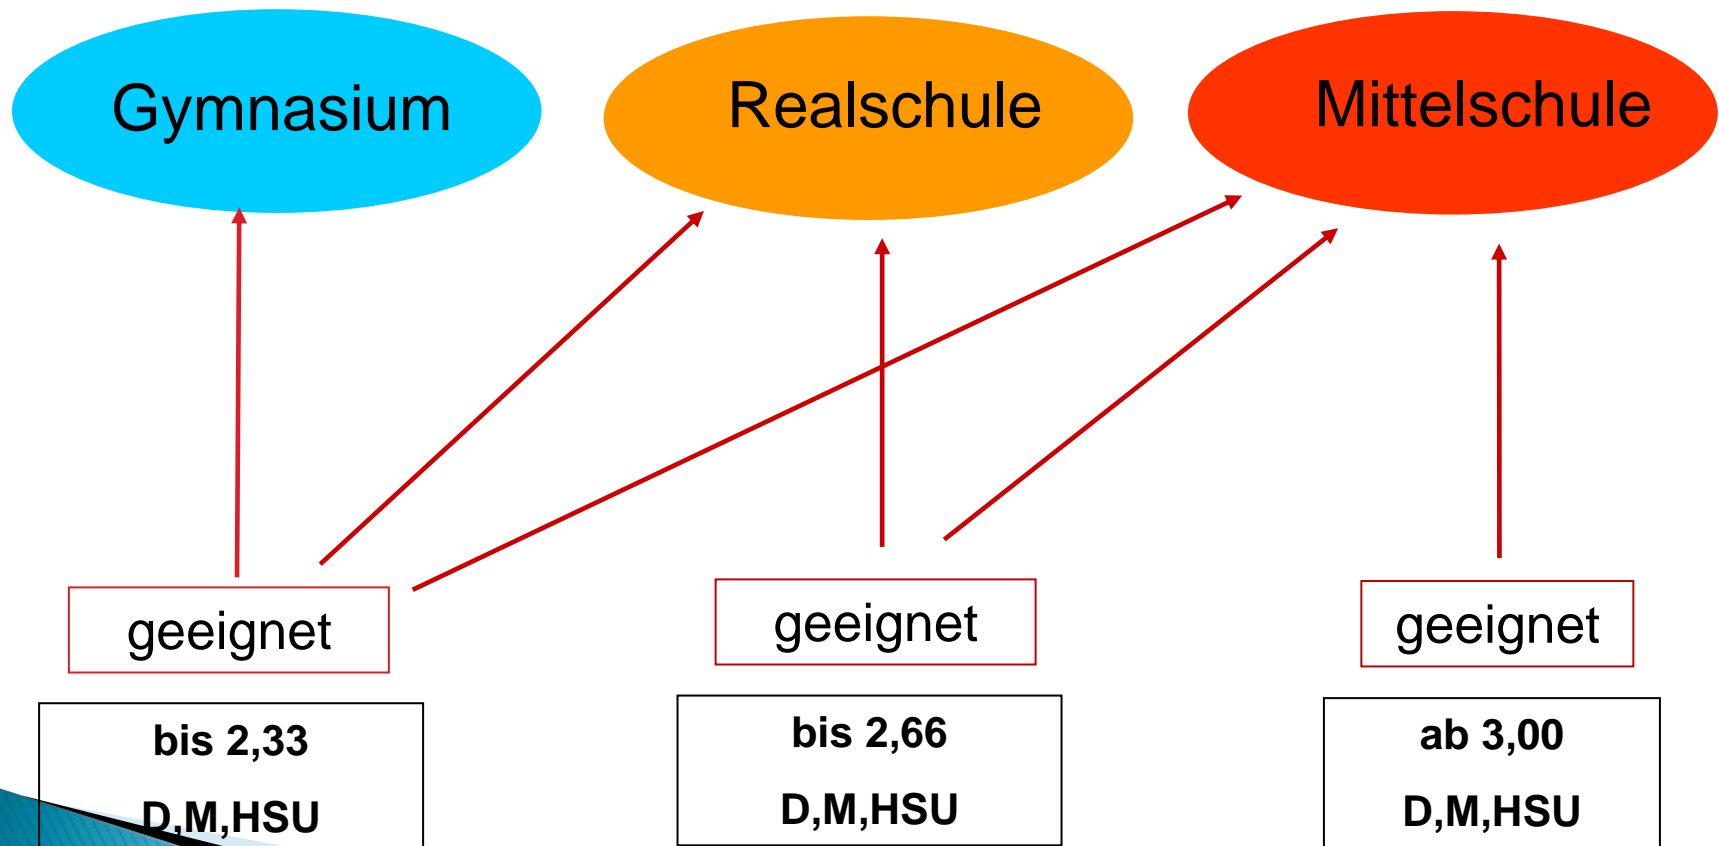 Gymnasium
Realschule
Mittelschule
geeignet
geeignet
geeignet
bis 2,33
D,M,HSU
bis 2,66
D,M,HSU
ab 3,00
D,M,HSU